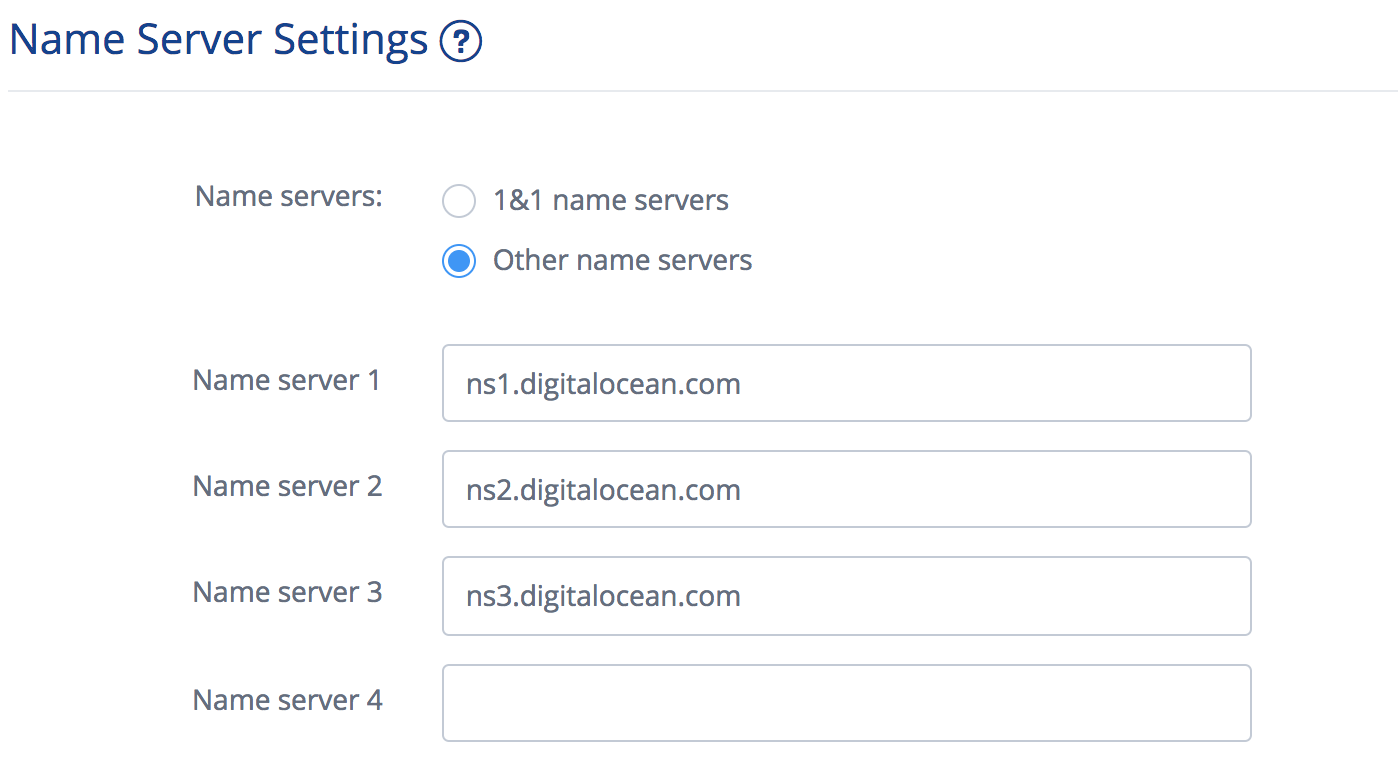 Name Server Settings ?
Name servers:
1&1 name servers
Other name servers
Name server 1
ns1.digitalocean.com
Name server 2
ns2.digitalocean.com
Name server 3
ns3.digitalocean.com
Name server 4